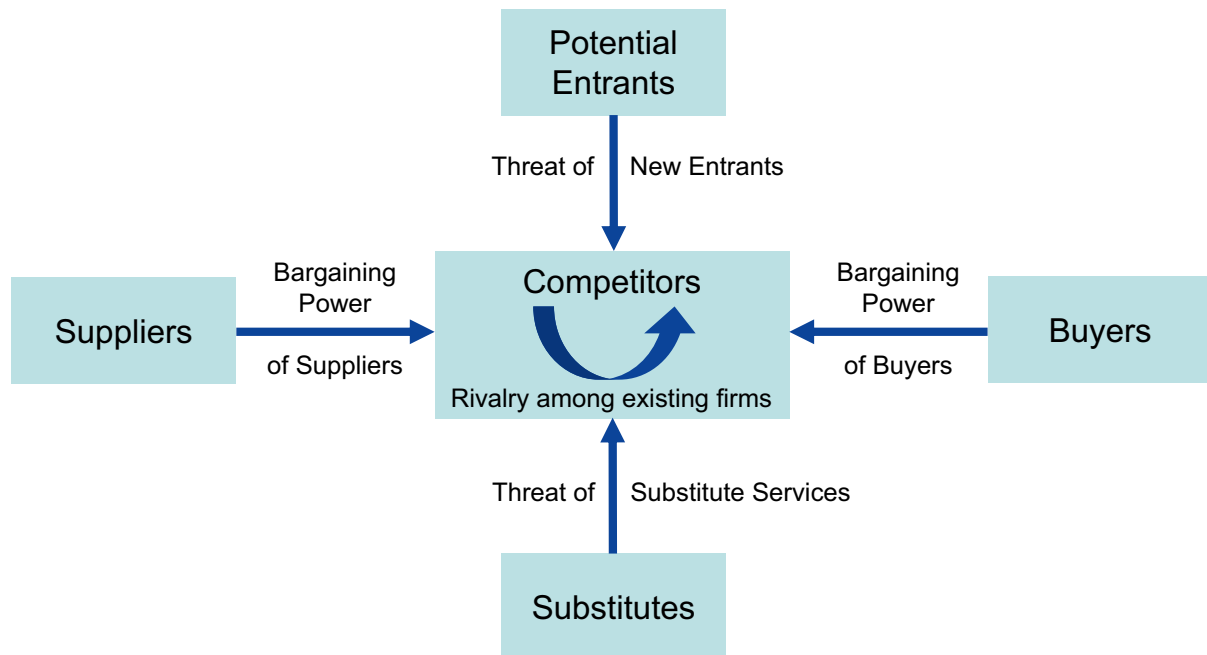 Potential
Entrants
Threat of New Entrants
Bargaining
Power
of Suppliers
Suppliers
Competitors
Rivalry among existing firms
Bargaining
Power
of Buyers
Buyers
Threat of Substitute Services
Substitutes